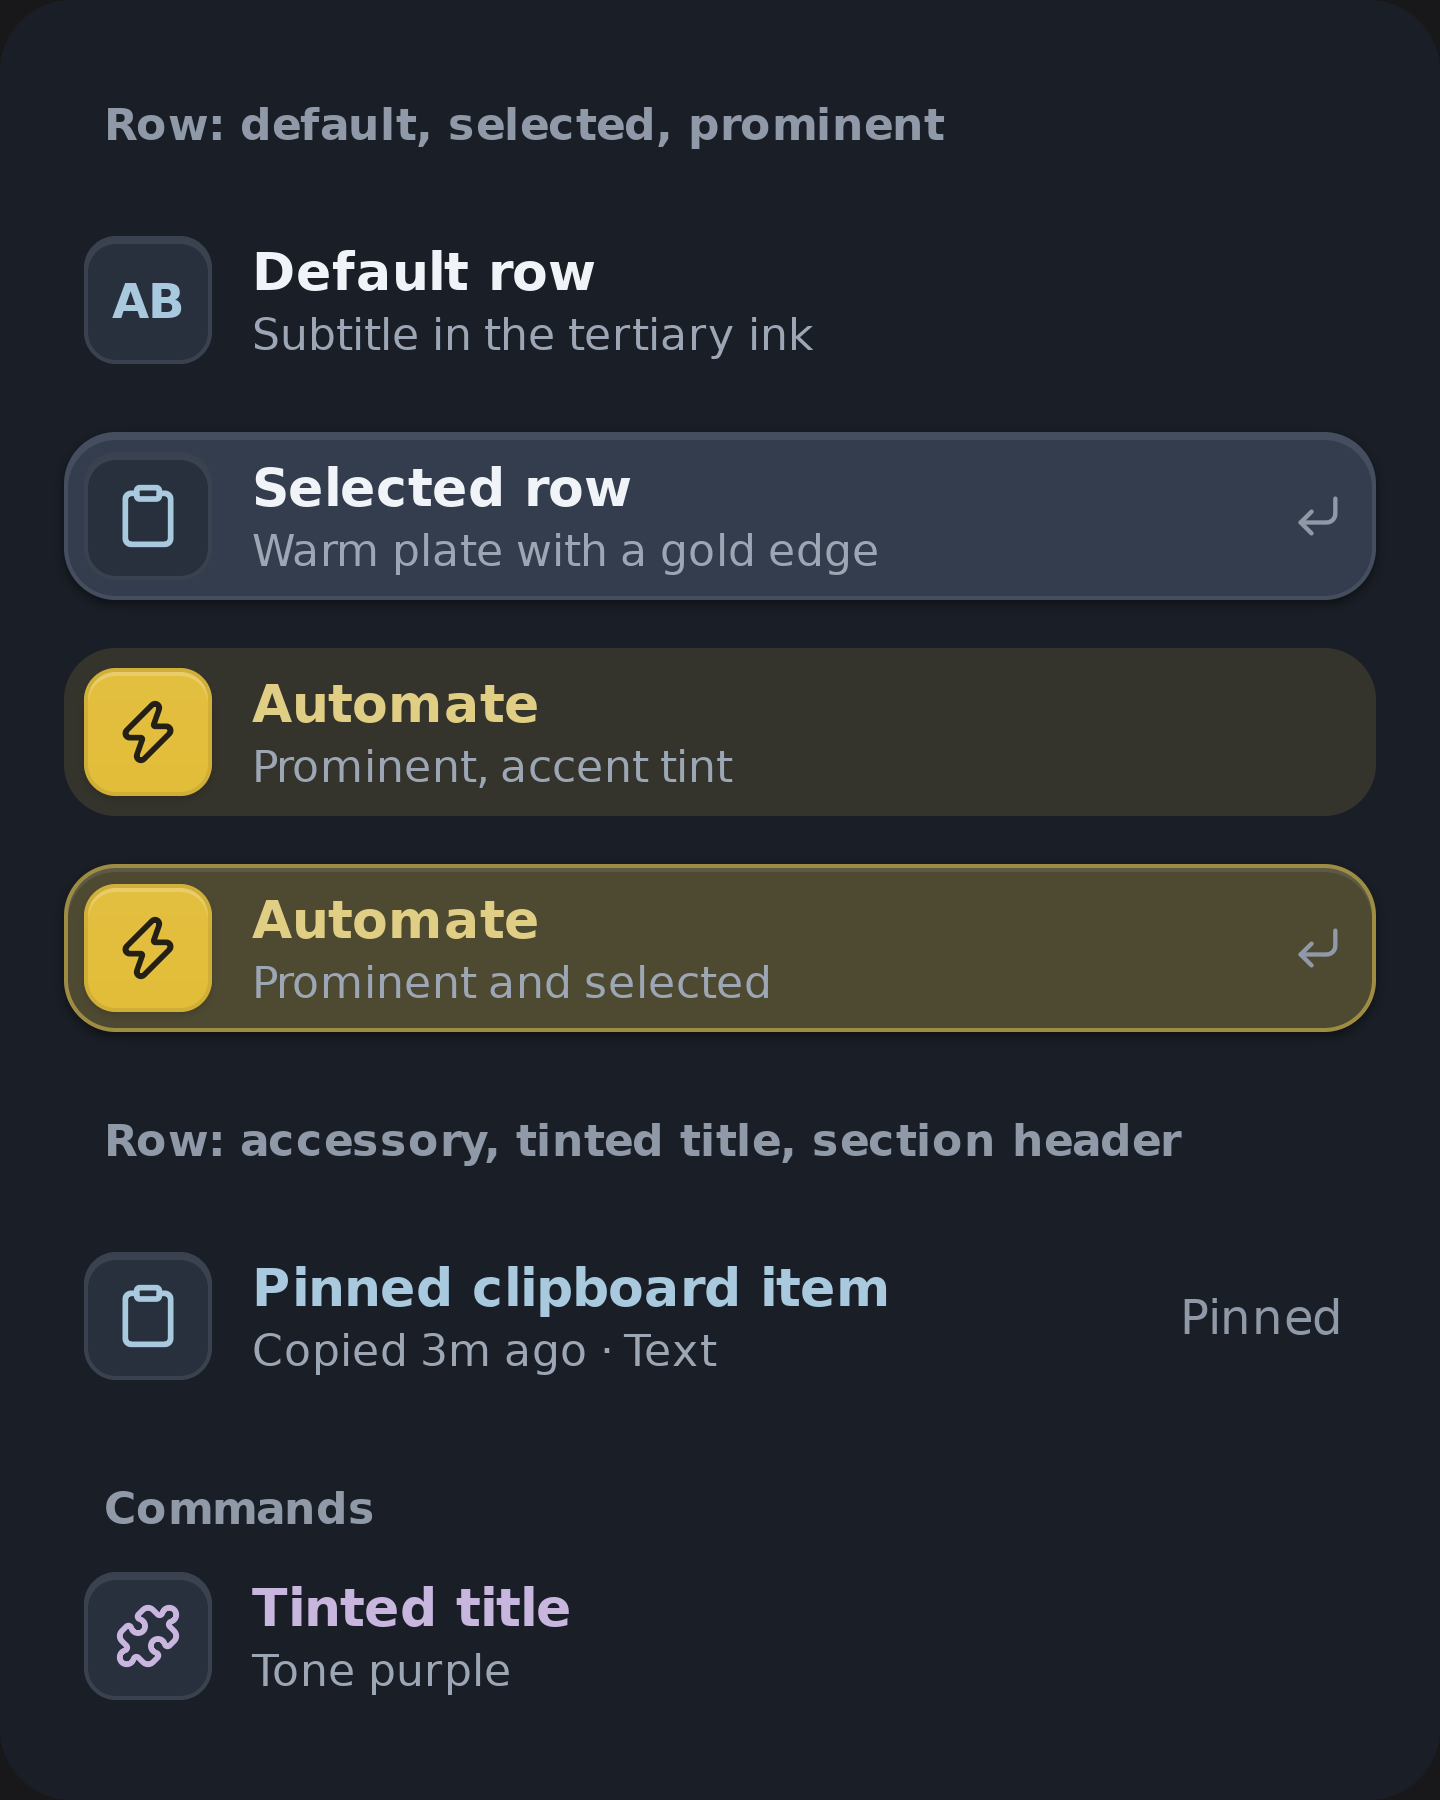 Row: default, selected, prominent
AB
Default row
Subtitle in the tertiary ink
Selected row
Warm plate with a gold edge
Automate
Prominent, accent tint
Automate
Prominent and selected
Row: accessory, tinted title, section header
Pinned clipboard item
Copied 3m ago · Text
Pinned
Commands
Tinted title
Tone purple